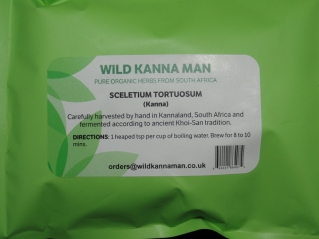 WILD KANNA MAN
PURE ORGANIC HERBS FROM SOUTH AFRICA
SCELETIUM TORTUOSUM
(Kanna)
Carefully harvested by hand in Kannaland, South Africa and
fermented according to ancient Khoi-San tradition.
DIRECTIONS: 1 heaped tsp per cup of boiling water. Brew for 8 to 10
mins.
orders@wildkannaman.co.uk